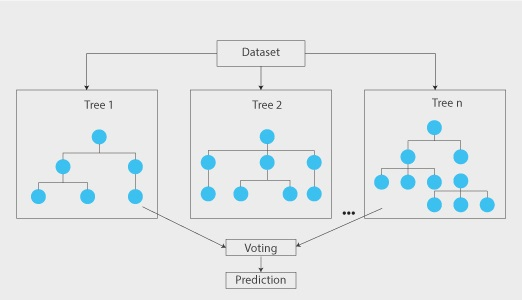 Dataset
Tree 1
Tree 2
Tree n
...
Voting
Prediction